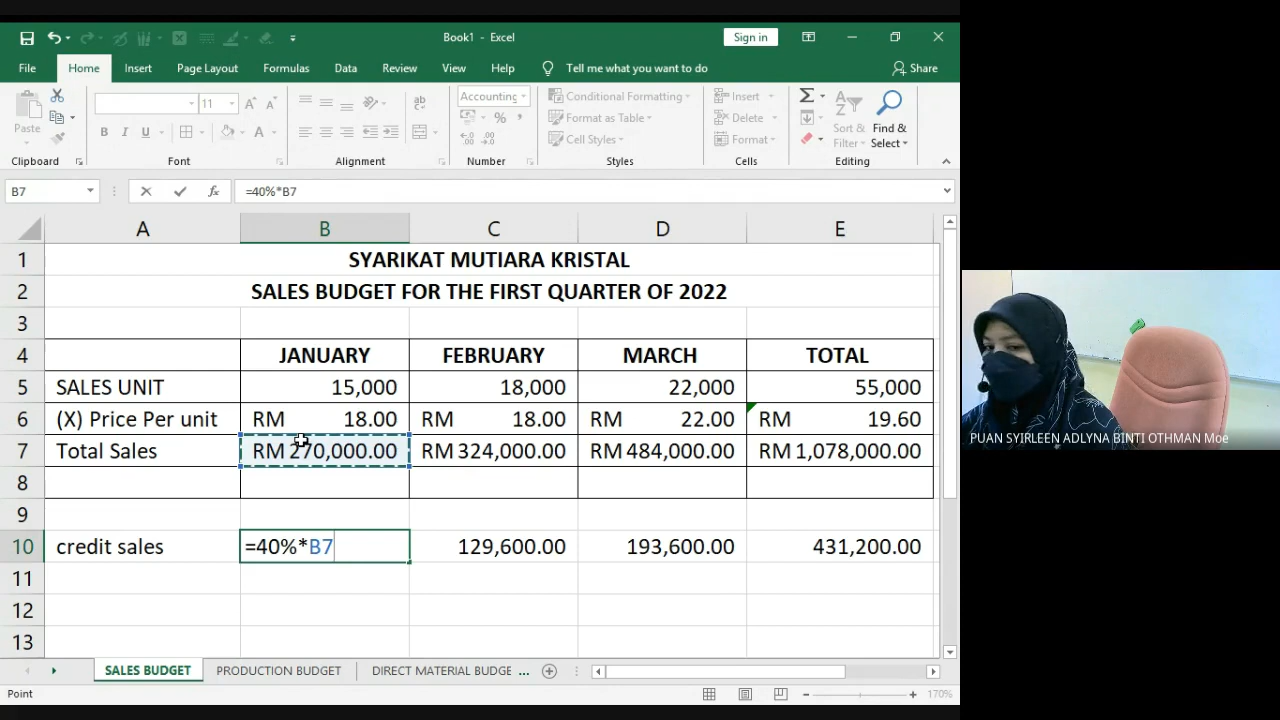 Book1 - Excel
Sign in
File Home Insert Page Layout Formulas Data Review View Help Tell me what you want to do Share
Paste
11 A A
ab
Accounting
Conditional Formatting
Insert
Σ
A
Z
B I U
A
% ,
Format as Table
Delete
Sort & Filter
Find & Select
Cell Styles
Format
Clipboard Font Alignment Number Styles Cells Editing
B7 fx =40%*B7
A B C D E
1 SYARIKAT MUTIARA KRISTAL
2 SALES BUDGET FOR THE FIRST QUARTER OF 2022
3
4 JANUARY FEBRUARY MARCH TOTAL
5 SALES UNIT 15,000 18,000 22,000 55,000
6 (X) Price Per unit RM 18.00 RM 18.00 RM 22.00 RM 19.60
7 Total Sales RM 270,000.00 RM 324,000.00 RM 484,000.00 RM 1,078,000.00
8
9
10 credit sales =40%*B7 129,600.00 193,600.00 431,200.00
11
12
13
SALES BUDGET PRODUCTION BUDGET DIRECT MATERIAL BUDGE ...
Point 170%
PUAN SYIRLEEN ADLYNA BINTI OTHMAN Moe